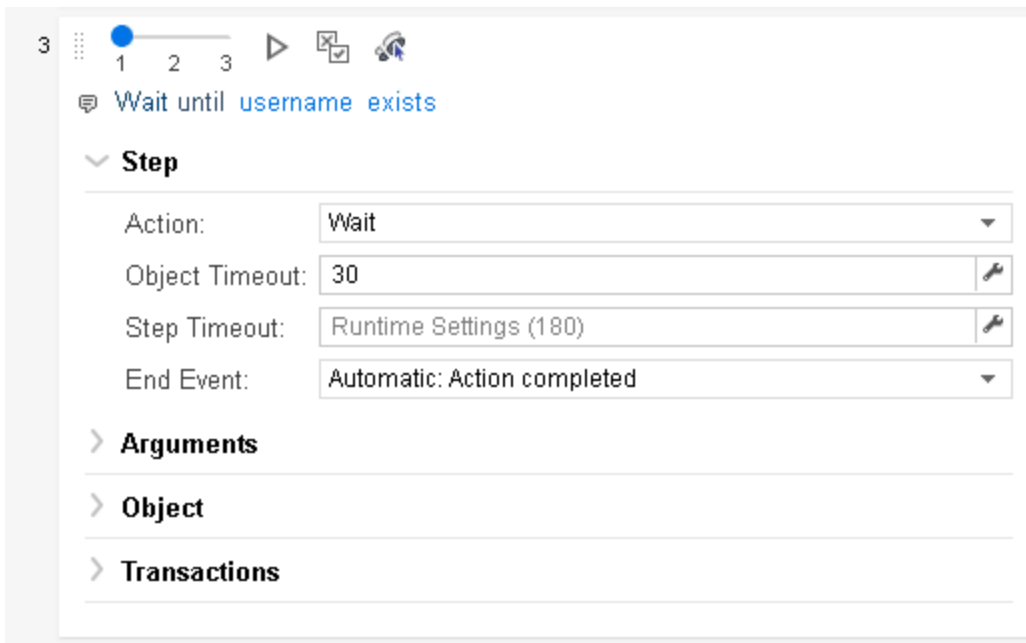 3
1 2 3
Wait until username exists
Step
Action: Wait
Object Timeout: 30
Step Timeout: Runtime Settings (180)
End Event: Automatic: Action completed
Arguments
Object
Transactions